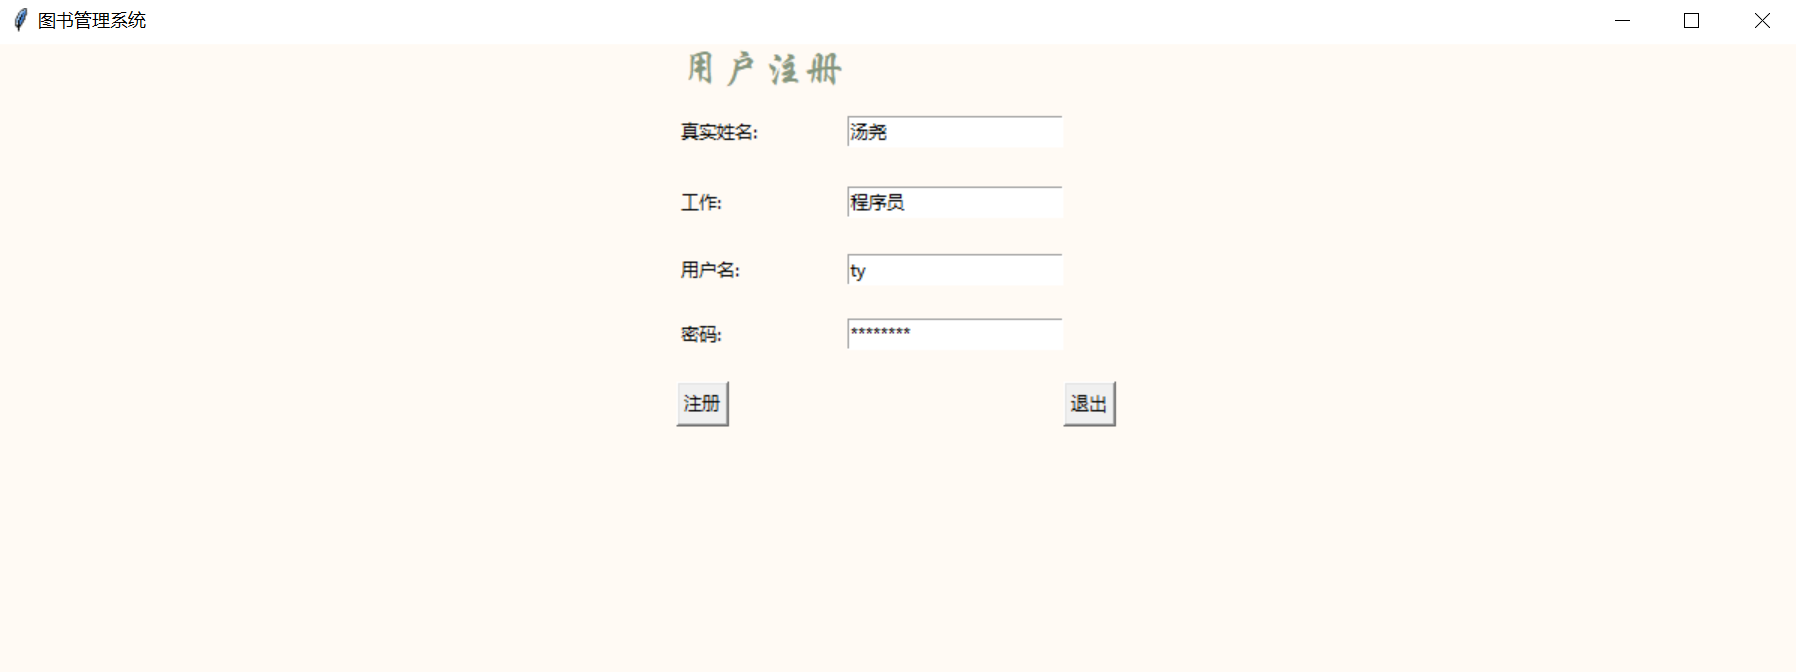 图书管理系统
用户注册
真实姓名: 汤尧
工作: 程序员
用户名: ty
密码: ********
注册 退出